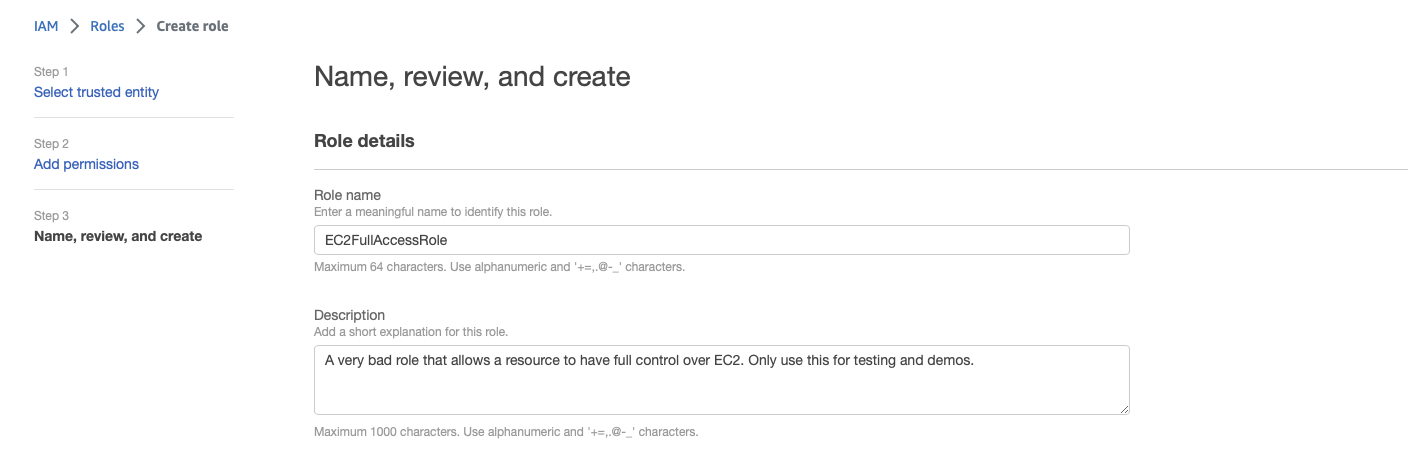 IAM > Roles > Create role
Step 1
Select trusted entity
Step 2
Add permissions
Step 3
Name, review, and create
Name, review, and create
Role details
Role name
Enter a meaningful name to identify this role.
EC2FullAccessRole
Maximum 64 characters. Use alphanumeric and '+=,.@-_' characters.
Description
Add a short explanation for this role.
A very bad role that allows a resource to have full control over EC2. Only use this for testing and demos.
Maximum 1000 characters. Use alphanumeric and '+=,.@-_' characters.